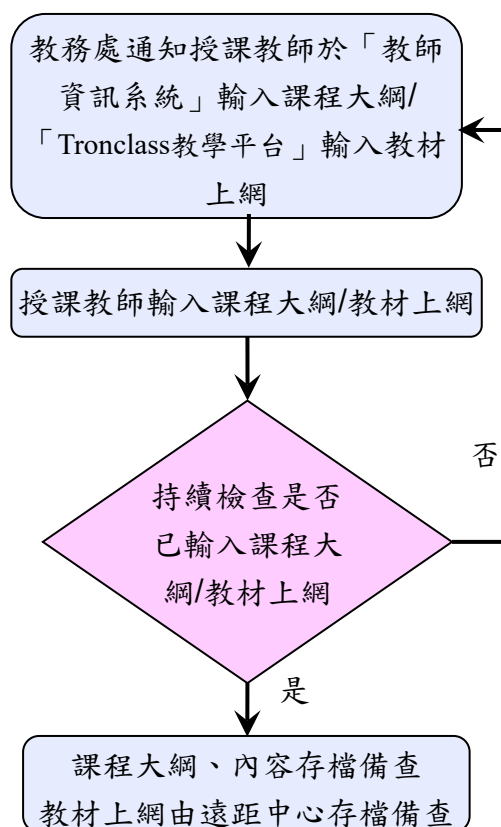 教務處通知授課教師於「教師
資訊系統」輸入課程大綱/
「Tronclass教學平台」輸入教材
上網
授課教師輸入課程大綱/教材上網
持續檢查是否
已輸入課程大
綱/教材上網
否
是
課程大綱、內容存檔備查
教材上網由遠距中心存檔備查